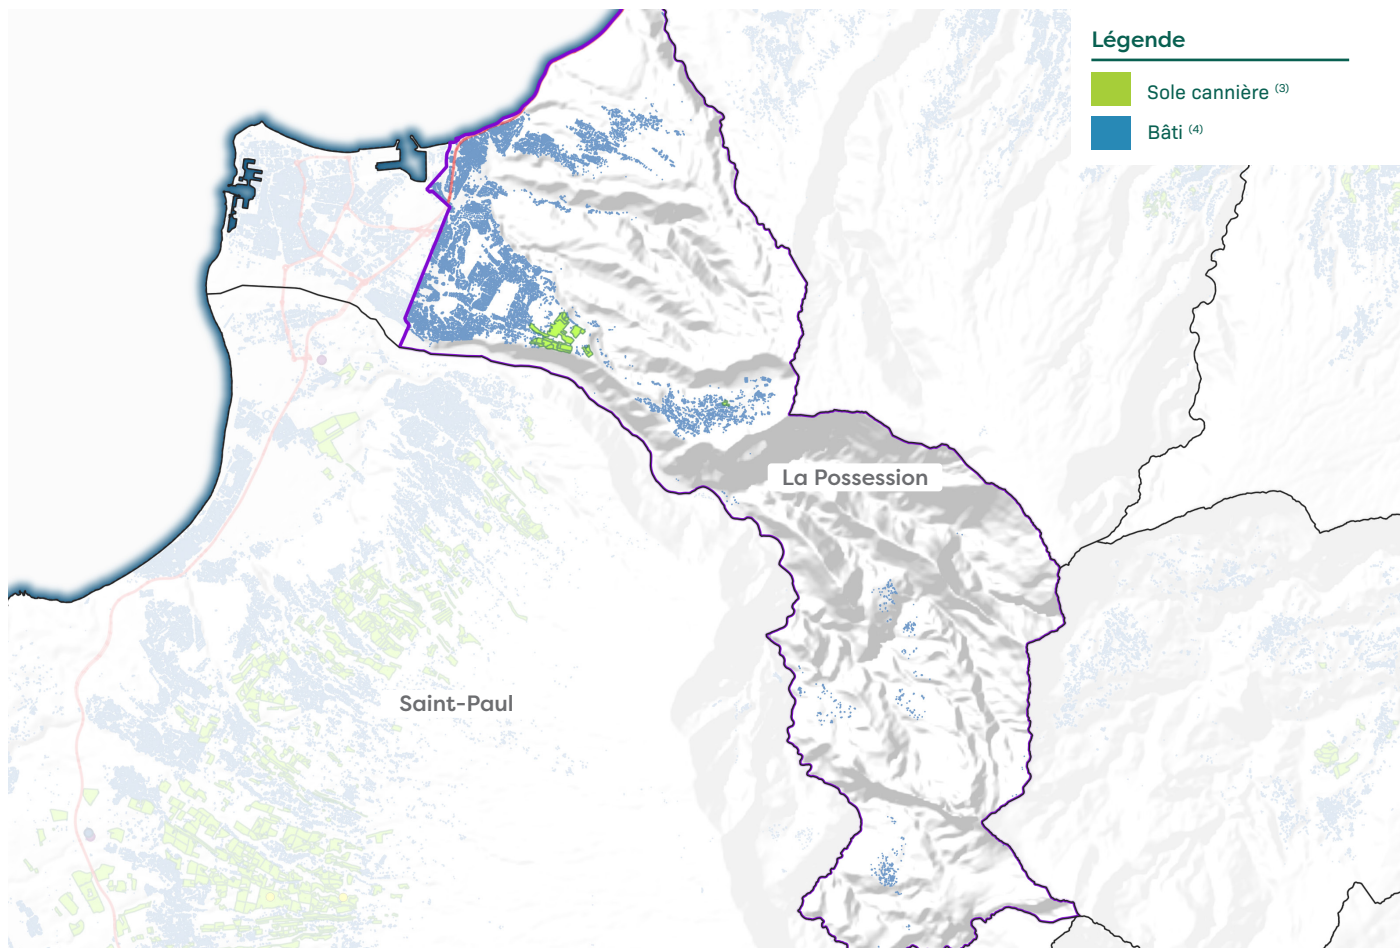 Légende
Sole cannière (3)
Bâti (4)
La Possession
Saint-Paul